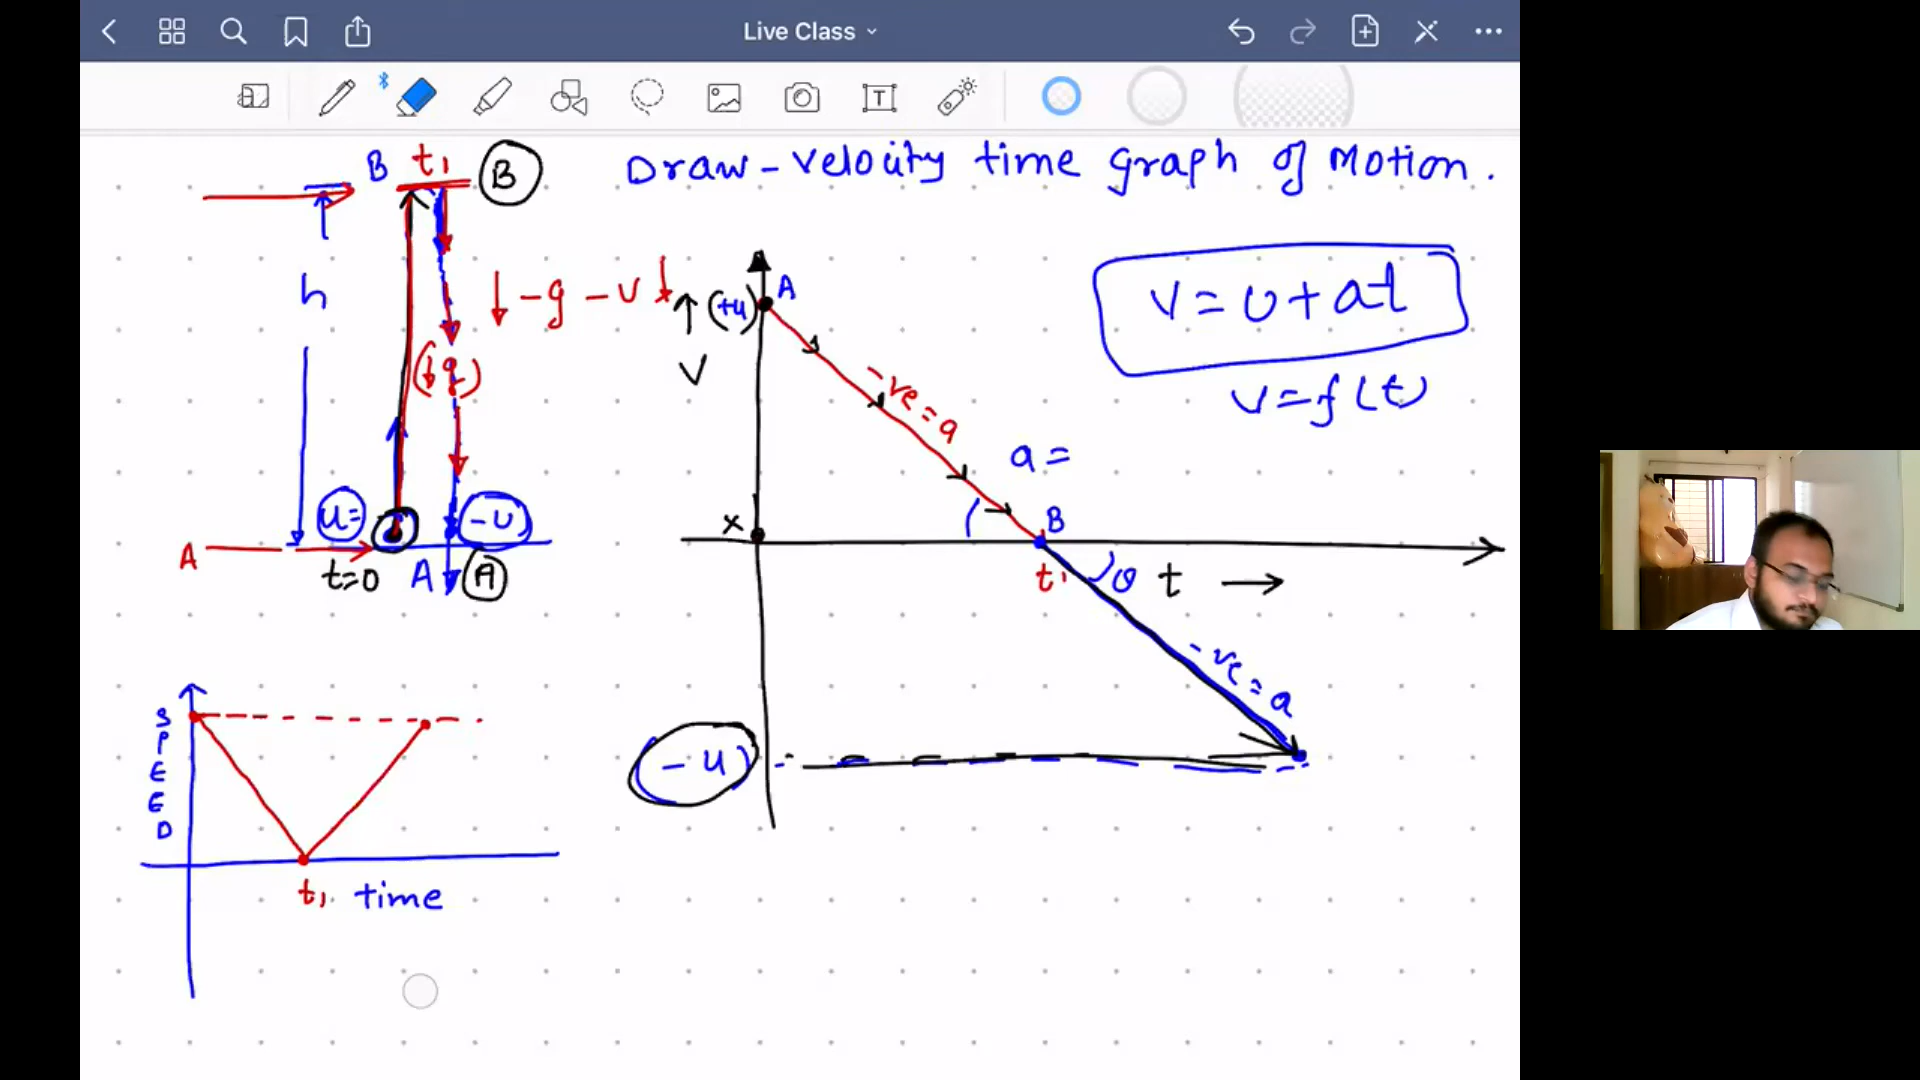 Live Class
T
B t₁ B
Draw - velocity time graph of Motion.
h
↓ -g -v ↓
(↓g)
A
u=
t=0
-u
A A
↑ (+u) A
V
-ve = a
v = u + at
v = f(t)
a =
x
B
t₁
θ t →
-ve = a
-u
SPEED
t₁ time